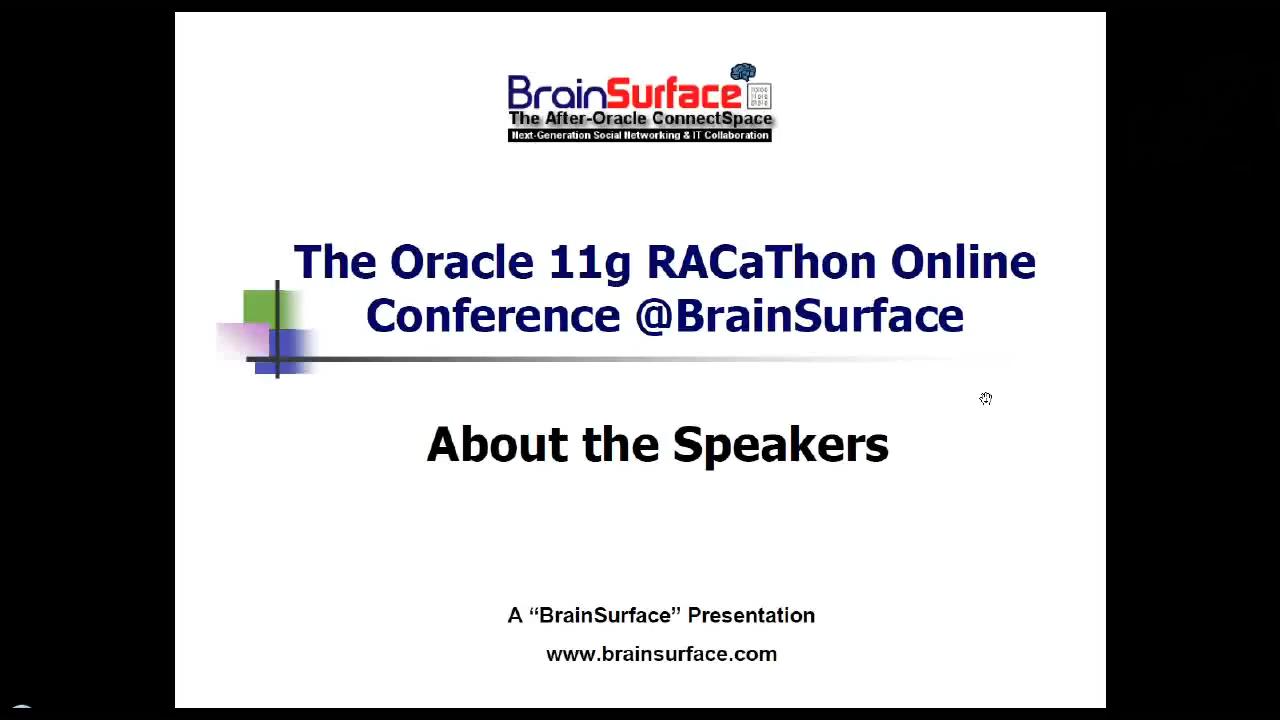 BrainSurface
The After-Oracle ConnectSpace
Next-Generation Social Networking & IT Collaboration
The Oracle 11g RACaThon Online
Conference @BrainSurface
About the Speakers
A “BrainSurface” Presentation
www.brainsurface.com